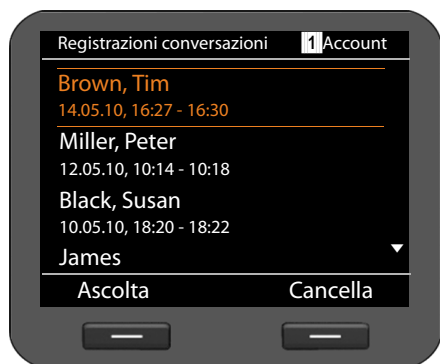 Registrazioni conversazioni 1 Account
Brown, Tim
14.05.10, 16:27 - 16:30
Miller, Peter
12.05.10, 10:14 - 10:18
Black, Susan
10.05.10, 18:20 - 18:22
James
Ascolta Cancella